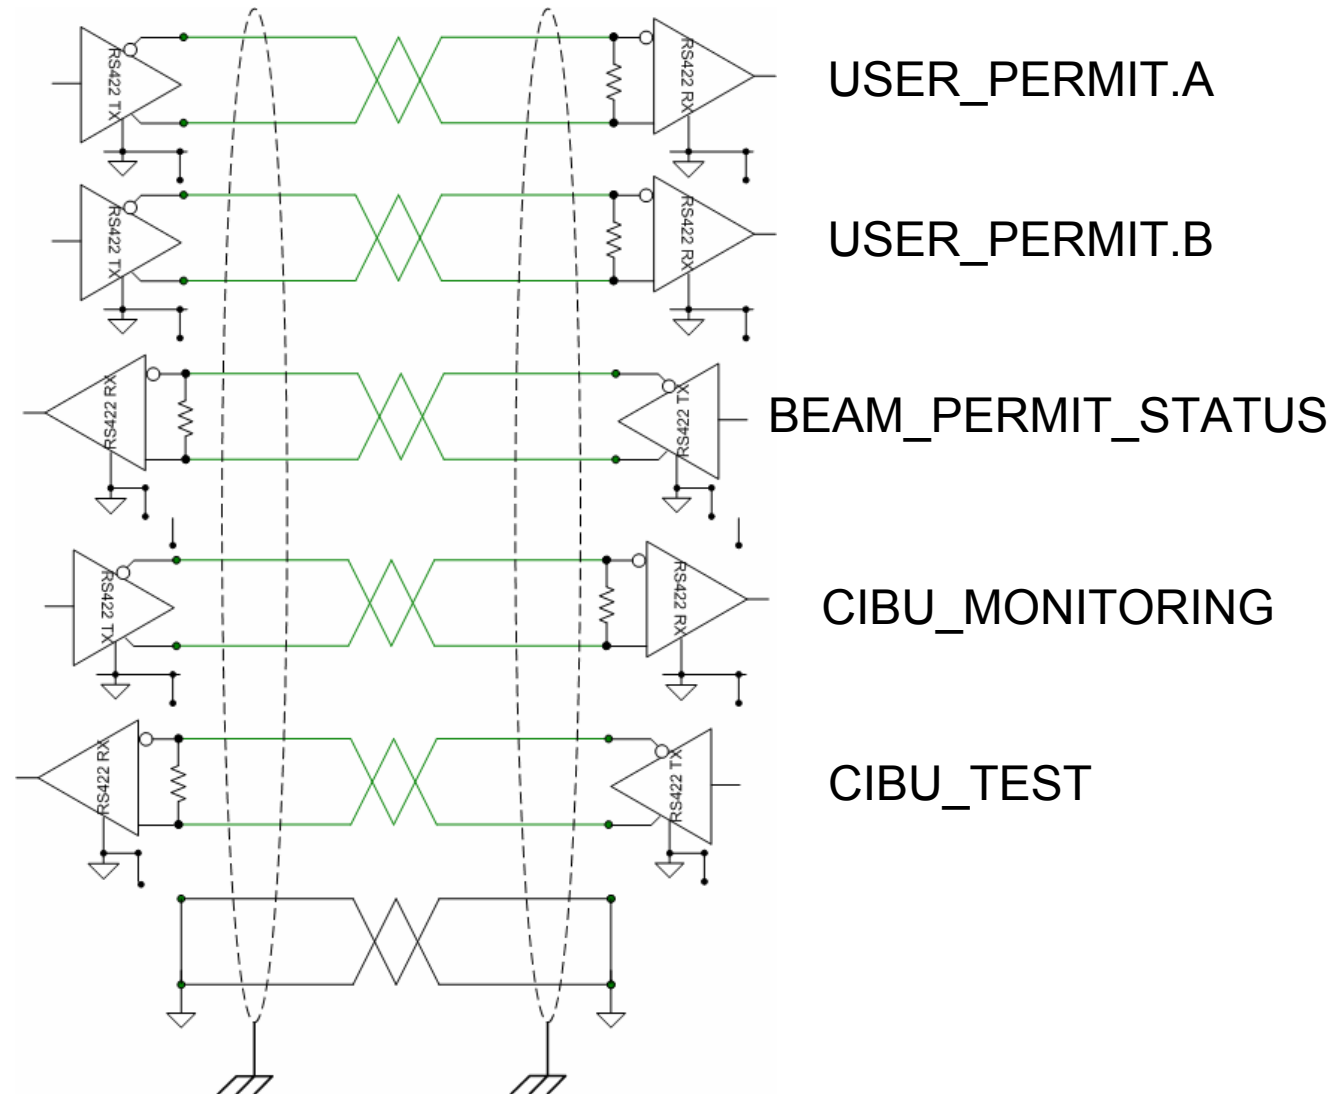 RS422 TX
RS422 RX
USER_PERMIT.A
RS422 TX
RS422 RX
USER_PERMIT.B
RS422 RX
RS422 TX
BEAM_PERMIT_STATUS
RS422 TX
RS422 RX
CIBU_MONITORING
RS422 RX
RS422 TX
CIBU_TEST